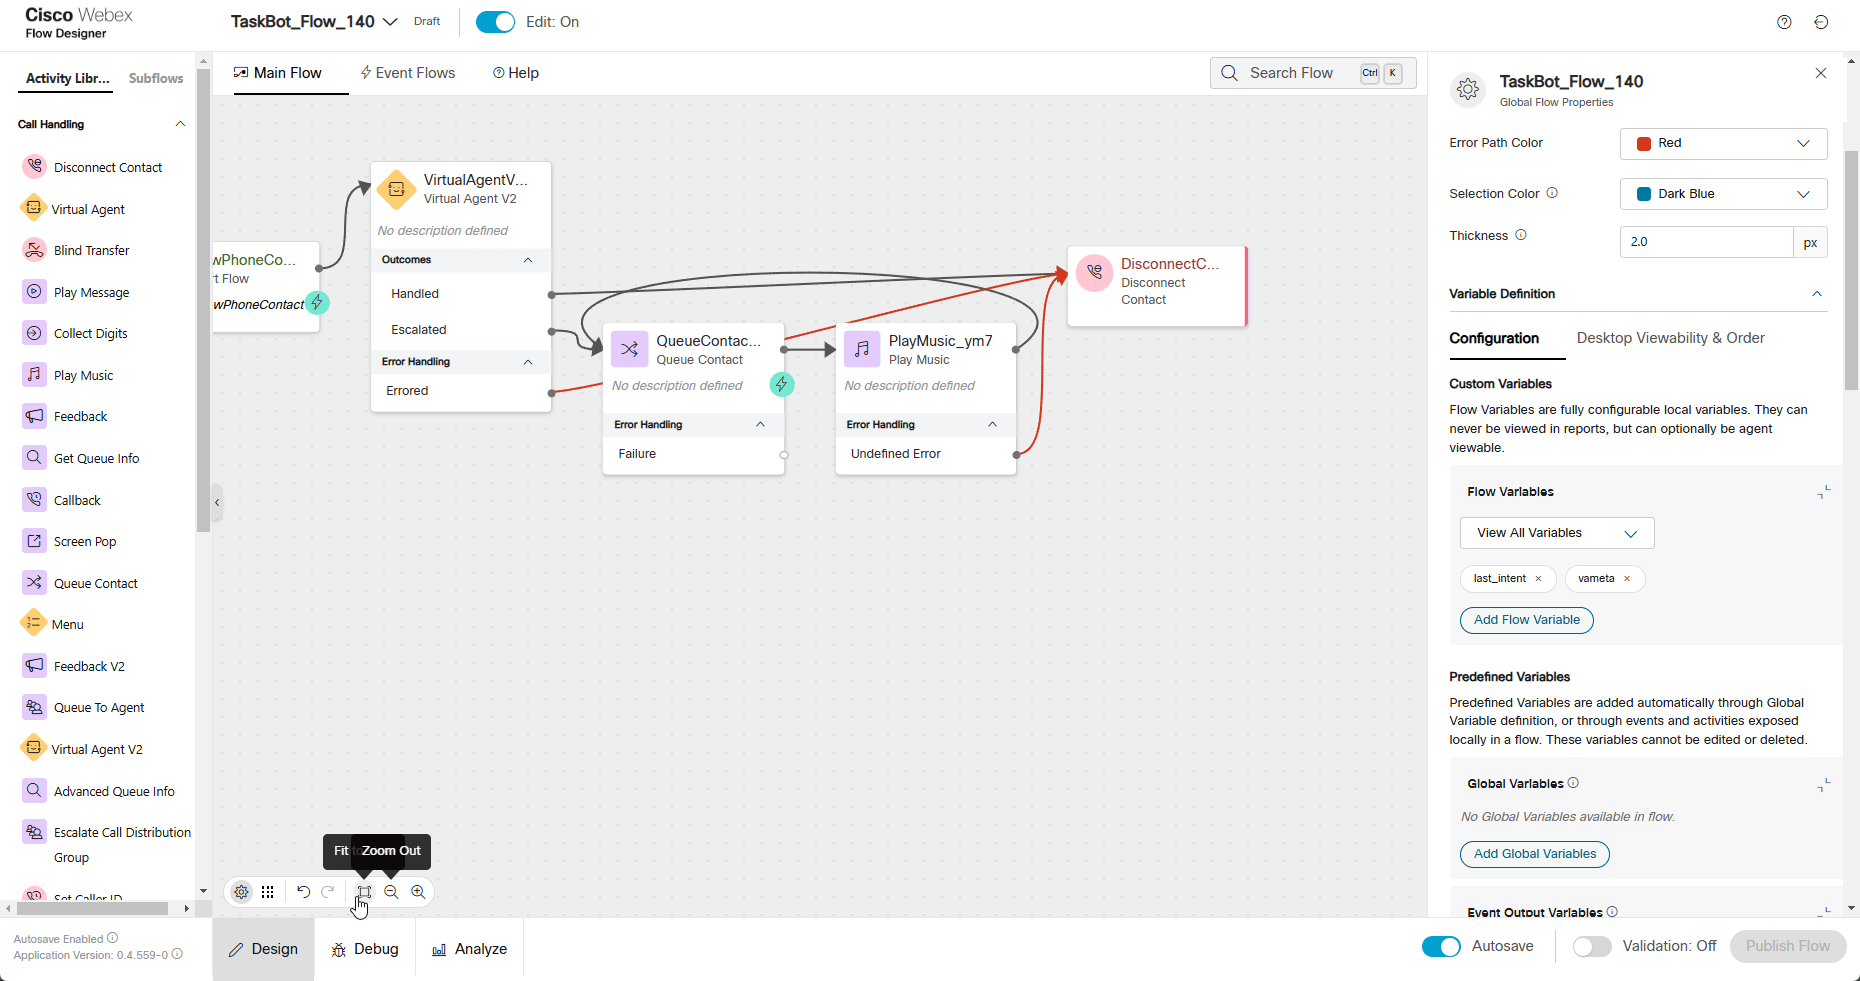 Cisco Webex
Flow Designer
TaskBot_Flow_140
Draft
Edit: On
Activity Libr...
Subflows
Call Handling
Disconnect Contact
Virtual Agent
Blind Transfer
Play Message
Collect Digits
Play Music
Feedback
Get Queue Info
Callback
Screen Pop
Queue Contact
Menu
Feedback V2
Queue To Agent
Virtual Agent V2
Advanced Queue Info
Escalate Call Distribution
Group
Set Caller ID
Main Flow
Event Flows
Help
Search Flow
Ctrl
K
wPhoneCo...
t Flow
wPhoneContact
VirtualAgentV...
Virtual Agent V2
No description defined
Outcomes
Handled
Escalated
Error Handling
Errored
QueueContac...
Queue Contact
No description defined
Error Handling
Failure
PlayMusic_ym7
Play Music
No description defined
Error Handling
Undefined Error
DisconnectC...
Disconnect
Contact
Fit
Zoom Out
TaskBot_Flow_140
Global Flow Properties
Error Path Color
Red
Selection Color
Dark Blue
Thickness
2.0
px
Variable Definition
Configuration
Desktop Viewability & Order
Custom Variables
Flow Variables are fully configurable local variables. They can
never be viewed in reports, but can optionally be agent
viewable.
Flow Variables
View All Variables
last_intent ×
vameta ×
Add Flow Variable
Predefined Variables
Predefined Variables are added automatically through Global
Variable definition, or through events and activities exposed
locally in a flow. These variables cannot be edited or deleted.
Global Variables
No Global Variables available in flow.
Add Global Variables
Event Output Variables
Autosave Enabled
Application Version: 0.4.559-0
Design
Debug
Analyze
Autosave
Validation: Off
Publish Flow